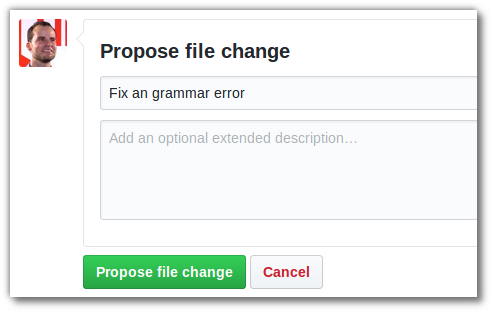 Propose file change
Fix an grammar error
Add an optional extended description…
Propose file change
Cancel